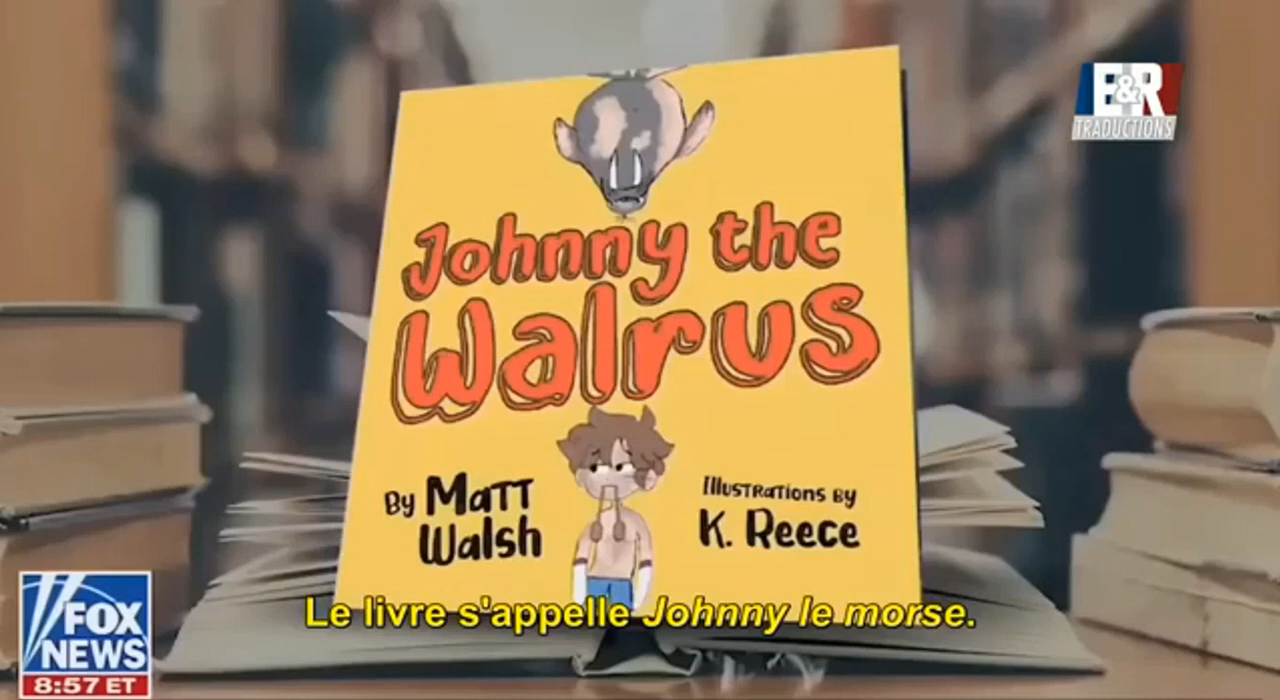 E&R
TRADUCTIONS
Johnny the
Walrus
By Matt
Walsh
Illustrations by
K. Reece
Le livre s'appelle Johnny le morse.
FOX
NEWS
8:57 ET